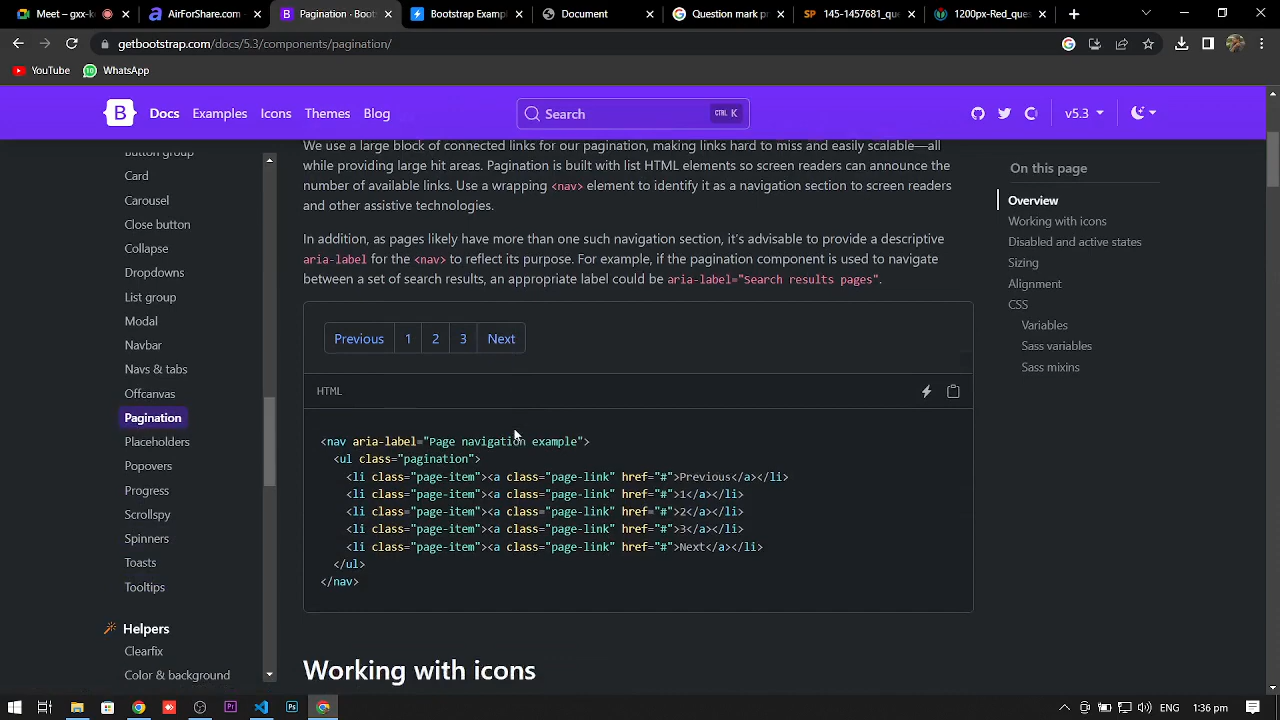 Meet – gxx-k
AirForShare.com
Pagination · Boots
Bootstrap Exampl
Document
Question mark p
145-1457681_que
1200px-Red_ques
getbootstrap.com/docs/5.3/components/pagination/
YouTube
WhatsApp
Docs
Examples
Icons
Themes
Blog
Search
CTRL K
v5.3
Button group
Card
Carousel
Close button
Collapse
Dropdowns
List group
Modal
Navbar
Navs & tabs
Offcanvas
Pagination
Placeholders
Popovers
Progress
Scrollspy
Spinners
Toasts
Tooltips
Helpers
Clearfix
Color & background
We use a large block of connected links for our pagination, making links hard to miss and easily scalable—all
while providing large hit areas. Pagination is built with list HTML elements so screen readers can announce the
number of available links. Use a wrapping <nav> element to identify it as a navigation section to screen readers
and other assistive technologies.
In addition, as pages likely have more than one such navigation section, it's advisable to provide a descriptive
aria-label for the <nav> to reflect its purpose. For example, if the pagination component is used to navigate
between a set of search results, an appropriate label could be aria-label="Search results pages".
Previous 1 2 3 Next
HTML
<nav aria-label="Page navigation example">
<ul class="pagination">
<li class="page-item"><a class="page-link" href="#">Previous</a></li>
<li class="page-item"><a class="page-link" href="#">1</a></li>
<li class="page-item"><a class="page-link" href="#">2</a></li>
<li class="page-item"><a class="page-link" href="#">3</a></li>
<li class="page-item"><a class="page-link" href="#">Next</a></li>
</ul>
</nav>
Working with icons
On this page
Overview
Working with icons
Disabled and active states
Sizing
Alignment
CSS
Variables
Sass variables
Sass mixins
ENG
1:36 pm